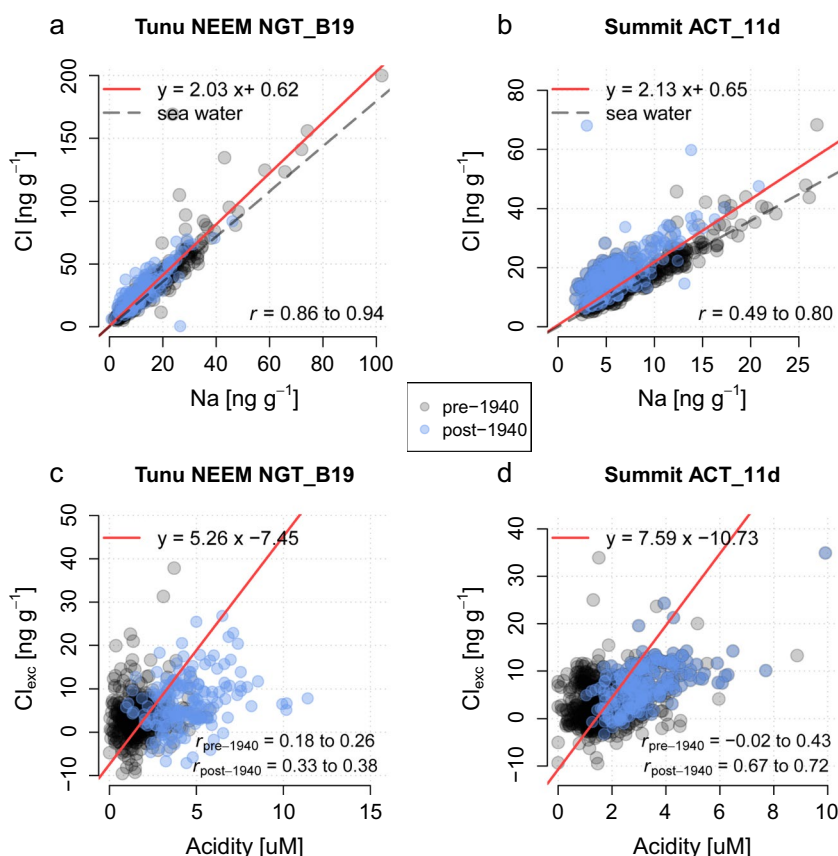 a
Tunu NEEM NGT_B19
200
150
100
50
0
Cl [ng g⁻¹]
y = 2.03 x+ 0.62
sea water
r = 0.86 to 0.94
0 20 40 60 80 100
Na [ng g⁻¹]
b
Summit ACT_11d
80
60
40
20
0
Cl [ng g⁻¹]
y = 2.13 x+ 0.65
sea water
r = 0.49 to 0.80
0 5 10 15 20 25
Na [ng g⁻¹]
pre−1940
post−1940
c
Tunu NEEM NGT_B19
50
40
30
20
10
0
−10
Cl_exc [ng g⁻¹]
y = 5.26 x −7.45
r_pre−1940 = 0.18 to 0.26
r_post−1940 = 0.33 to 0.38
0 5 10 15
Acidity [uM]
d
Summit ACT_11d
40
30
20
10
0
−10
Cl_exc [ng g⁻¹]
y = 7.59 x −10.73
r_pre−1940 = −0.02 to 0.43
r_post−1940 = 0.67 to 0.72
0 2 4 6 8 10
Acidity [uM]